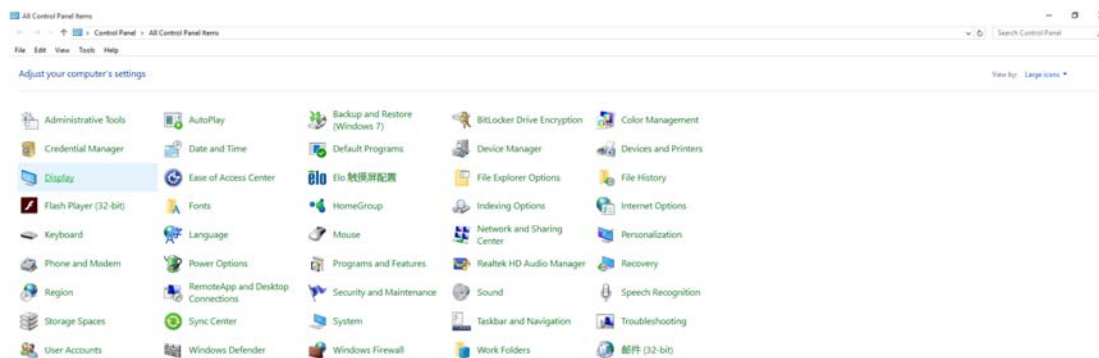 All Control Panel Items
Control Panel > All Control Panel Items
Search Control Panel
File Edit View Tools Help
Adjust your computer's settings
View by: Large icons
Administrative Tools
AutoPlay
Backup and Restore
(Windows 7)
BitLocker Drive Encryption
Color Management
Credential Manager
Date and Time
Default Programs
Device Manager
Devices and Printers
Display
Ease of Access Center
elo
Elo 触摸屏配置
File Explorer Options
File History
Flash Player (32-bit)
Fonts
HomeGroup
Indexing Options
Internet Options
Keyboard
Language
Mouse
Network and Sharing
Center
Personalization
Phone and Modem
Power Options
Programs and Features
Realtek HD Audio Manager
Recovery
Region
RemoteApp and Desktop
Connections
Security and Maintenance
Sound
Speech Recognition
Storage Spaces
Sync Center
System
Taskbar and Navigation
Troubleshooting
User Accounts
Windows Defender
Windows Firewall
Work Folders
邮件 (32-bit)